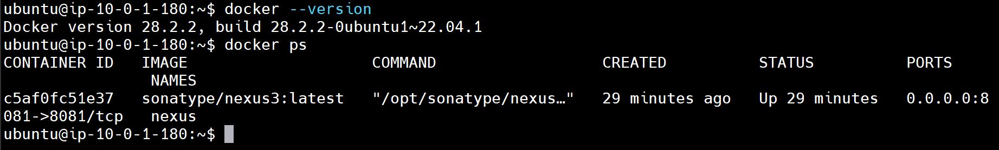 ubuntu@ip-10-0-1-180:~$ docker --version
Docker version 28.2.2, build 28.2.2-0ubuntu1~22.04.1
ubuntu@ip-10-0-1-180:~$ docker ps
CONTAINER ID   IMAGE                    COMMAND                  CREATED          STATUS          PORTS
                NAMES
c5af0fc51e37   sonatype/nexus3:latest   "/opt/sonatype/nexus…"   29 minutes ago   Up 29 minutes   0.0.0.0:8
081->8081/tcp   nexus
ubuntu@ip-10-0-1-180:~$